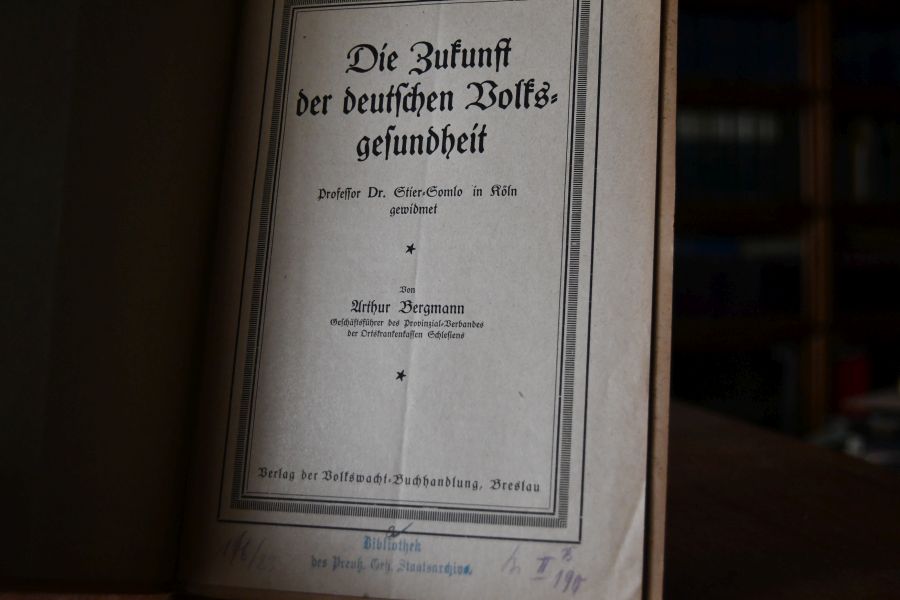 Die Zukunft
der deutschen Volks-
gesundheit
Professor Dr. Stier-Somlo in Köln
gewidmet
Von
Arthur Bergmann
Geschäftsführer des Provinzial-Verbandes
der Ortskrankenkassen Schlesiens
Verlag der Volkswacht-Buchhandlung, Breslau
Bibliothek
des Preuß. Geh. Staatsarchivs
II